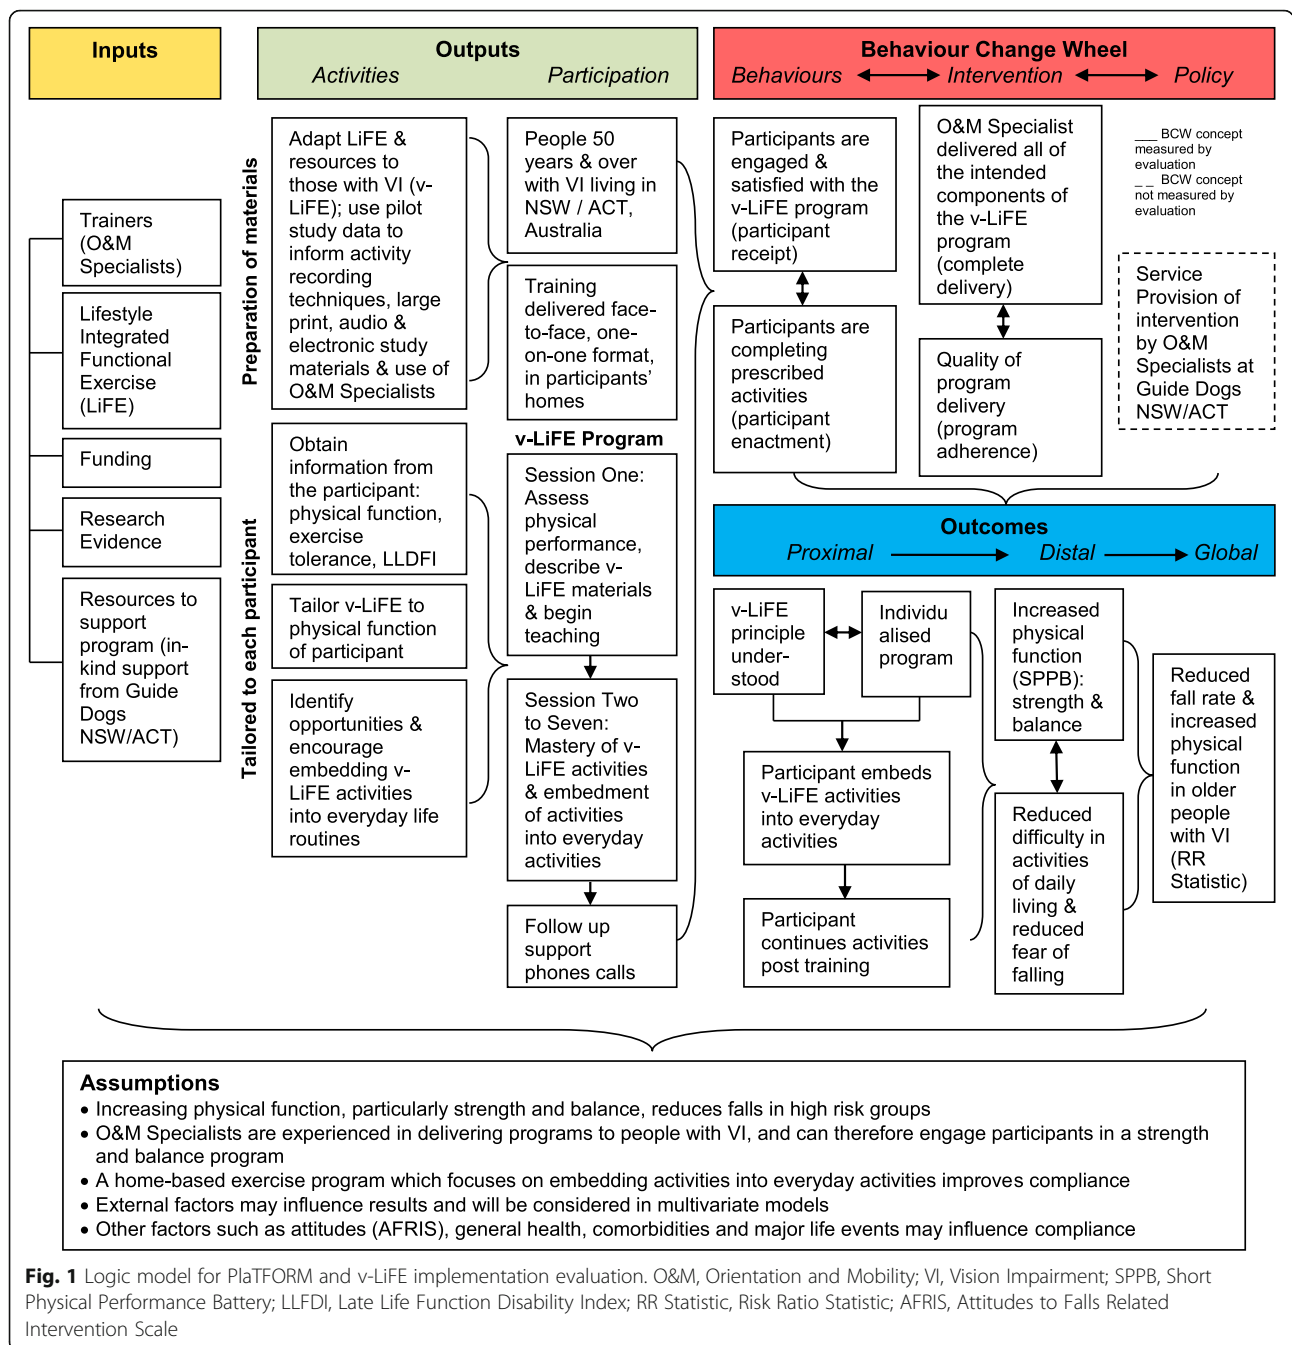 Inputs
Outputs
Activities Participation
Behaviour Change Wheel
Behaviours Intervention Policy
Trainers
(O&M
Specialists)
Lifestyle
Integrated
Functional
Exercise
(LiFE)
Funding
Research
Evidence
Resources to
support
program (in-
kind support
from Guide
Dogs
NSW/ACT)
Preparation of materials
Adapt LiFE &
resources to
those with VI (v-
LiFE); use pilot
study data to
inform activity
recording
techniques, large
print, audio &
electronic study
materials & use of
O&M Specialists
Tailored to each participant
Obtain
information from
the participant:
physical function,
exercise
tolerance, LLDFI
Tailor v-LiFE to
physical function
of participant
Identify
opportunities &
encourage
embedding v-
LiFE activities
into everyday life
routines
People 50
years & over
with VI living in
NSW / ACT,
Australia
Training
delivered face-
to-face, one-
on-one format,
in participants’
homes
v-LiFE Program
Session One:
Assess
physical
performance,
describe v-
LiFE materials
& begin
teaching
Session Two
to Seven:
Mastery of v-
LiFE activities
& embedment
of activities
into everyday
activities
Follow up
support
phones calls
Participants are
engaged &
satisfied with the
v-LiFE program
(participant
receipt)
Participants are
completing
prescribed
activities
(participant
enactment)
O&M Specialist
delivered all of
the intended
components of
the v-LiFE
program
(complete
delivery)
Quality of
program
delivery
(program
adherence)
___ BCW concept
measured by
evaluation
_ _ BCW concept
not measured by
evaluation
Service
Provision of
intervention
by O&M
Specialists at
Guide Dogs
NSW/ACT
Outcomes
Proximal Distal Global
v-LiFE
principle
under-
stood
Individu
alised
program
Participant embeds
v-LiFE activities
into everyday
activities
Participant
continues activities
post training
Increased
physical
function
(SPPB):
strength &
balance
Reduced
difficulty in
activities
of daily
living &
reduced
fear of
falling
Reduced
fall rate &
increased
physical
function
in older
people
with VI
(RR
Statistic)
Assumptions
• Increasing physical function, particularly strength and balance, reduces falls in high risk groups
• O&M Specialists are experienced in delivering programs to people with VI, and can therefore engage participants in a strength
and balance program
• A home-based exercise program which focuses on embedding activities into everyday activities improves compliance
• External factors may influence results and will be considered in multivariate models
• Other factors such as attitudes (AFRIS), general health, comorbidities and major life events may influence compliance
Fig. 1 Logic model for PlaTFORM and v-LiFE implementation evaluation. O&M, Orientation and Mobility; VI, Vision Impairment; SPPB, Short
Physical Performance Battery; LLFDI, Late Life Function Disability Index; RR Statistic, Risk Ratio Statistic; AFRIS, Attitudes to Falls Related
Intervention Scale